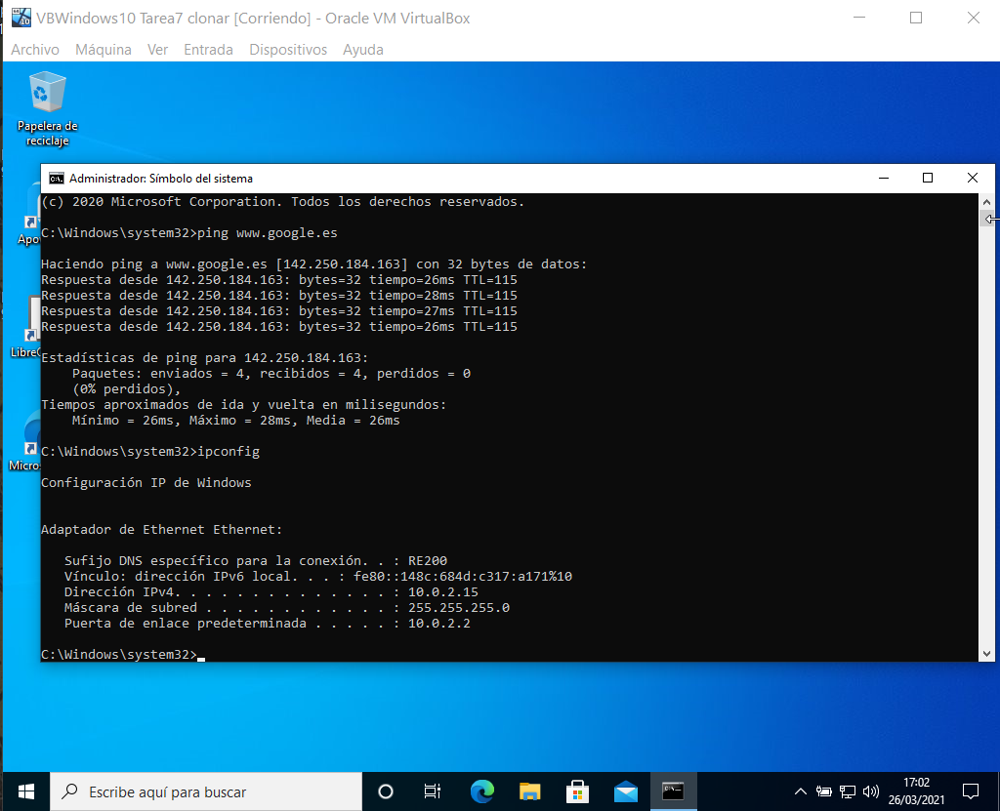 VBWindows10 Tarea7 clonar [Corriendo] - Oracle VM VirtualBox
Archivo Máquina Ver Entrada Dispositivos Ayuda
Papelera de
reciclaje
Administrador: Símbolo del sistema
(c) 2020 Microsoft Corporation. Todos los derechos reservados.
C:\Windows\system32>ping www.google.es
Haciendo ping a www.google.es [142.250.184.163] con 32 bytes de datos:
Respuesta desde 142.250.184.163: bytes=32 tiempo=26ms TTL=115
Respuesta desde 142.250.184.163: bytes=32 tiempo=28ms TTL=115
Respuesta desde 142.250.184.163: bytes=32 tiempo=27ms TTL=115
Respuesta desde 142.250.184.163: bytes=32 tiempo=26ms TTL=115
Estadísticas de ping para 142.250.184.163:
Paquetes: enviados = 4, recibidos = 4, perdidos = 0
(0% perdidos),
Tiempos aproximados de ida y vuelta en milisegundos:
Mínimo = 26ms, Máximo = 28ms, Media = 26ms
C:\Windows\system32>ipconfig
Configuración IP de Windows
Adaptador de Ethernet Ethernet:
Sufijo DNS específico para la conexión. . : RE200
Vínculo: dirección IPv6 local. . . : fe80::148c:684d:c317:a171%10
Dirección IPv4. . . . . . . . . . . . . . : 10.0.2.15
Máscara de subred . . . . . . . . . . . . : 255.255.255.0
Puerta de enlace predeterminada . . . . . : 10.0.2.2
C:\Windows\system32>
Apo
Libre
Micro
Escribe aquí para buscar
17:02
26/03/2021